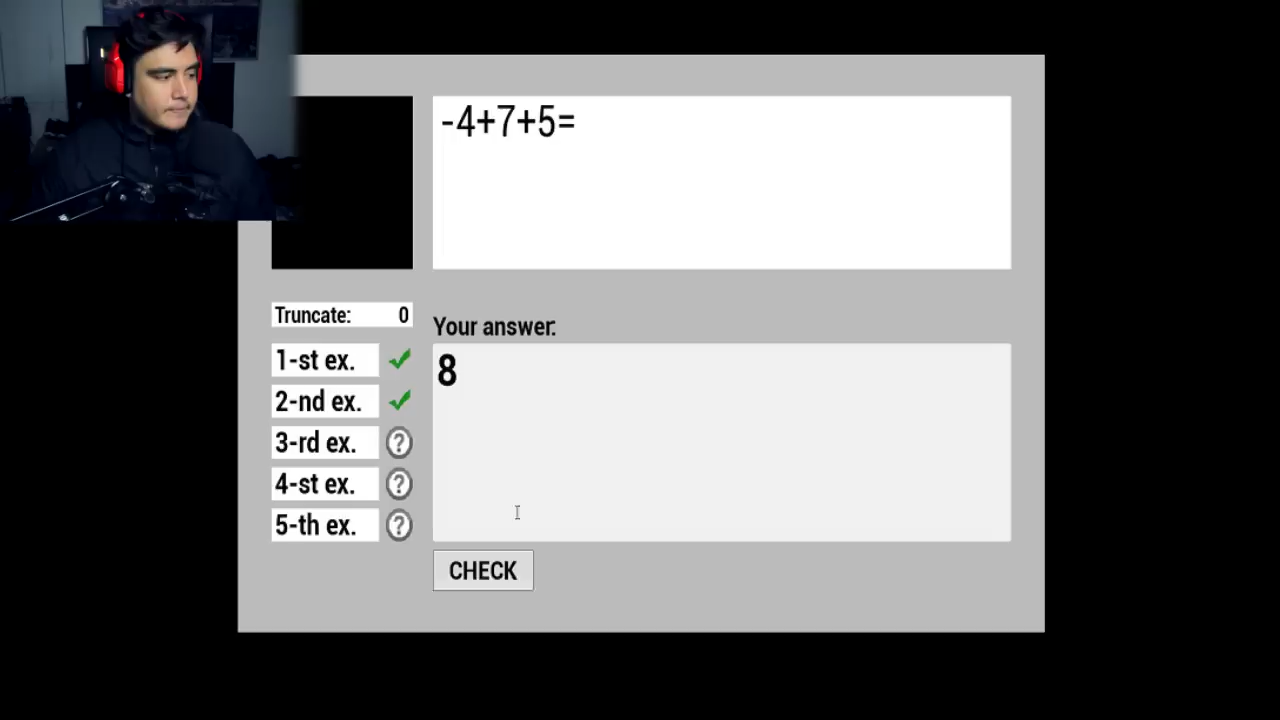 -4+7+5=
Truncate: 0
Your answer:
1-st ex.
8
2-nd ex.
3-rd ex.
?
4-st ex.
?
5-th ex.
?
CHECK